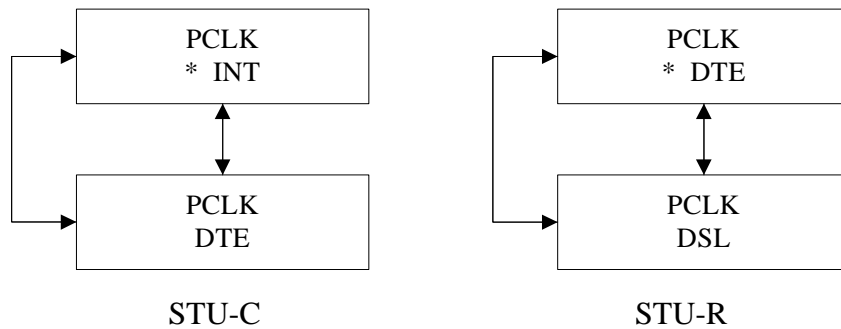 PCLK
* INT
PCLK
DTE
STU-C
PCLK
* DTE
PCLK
DSL
STU-R